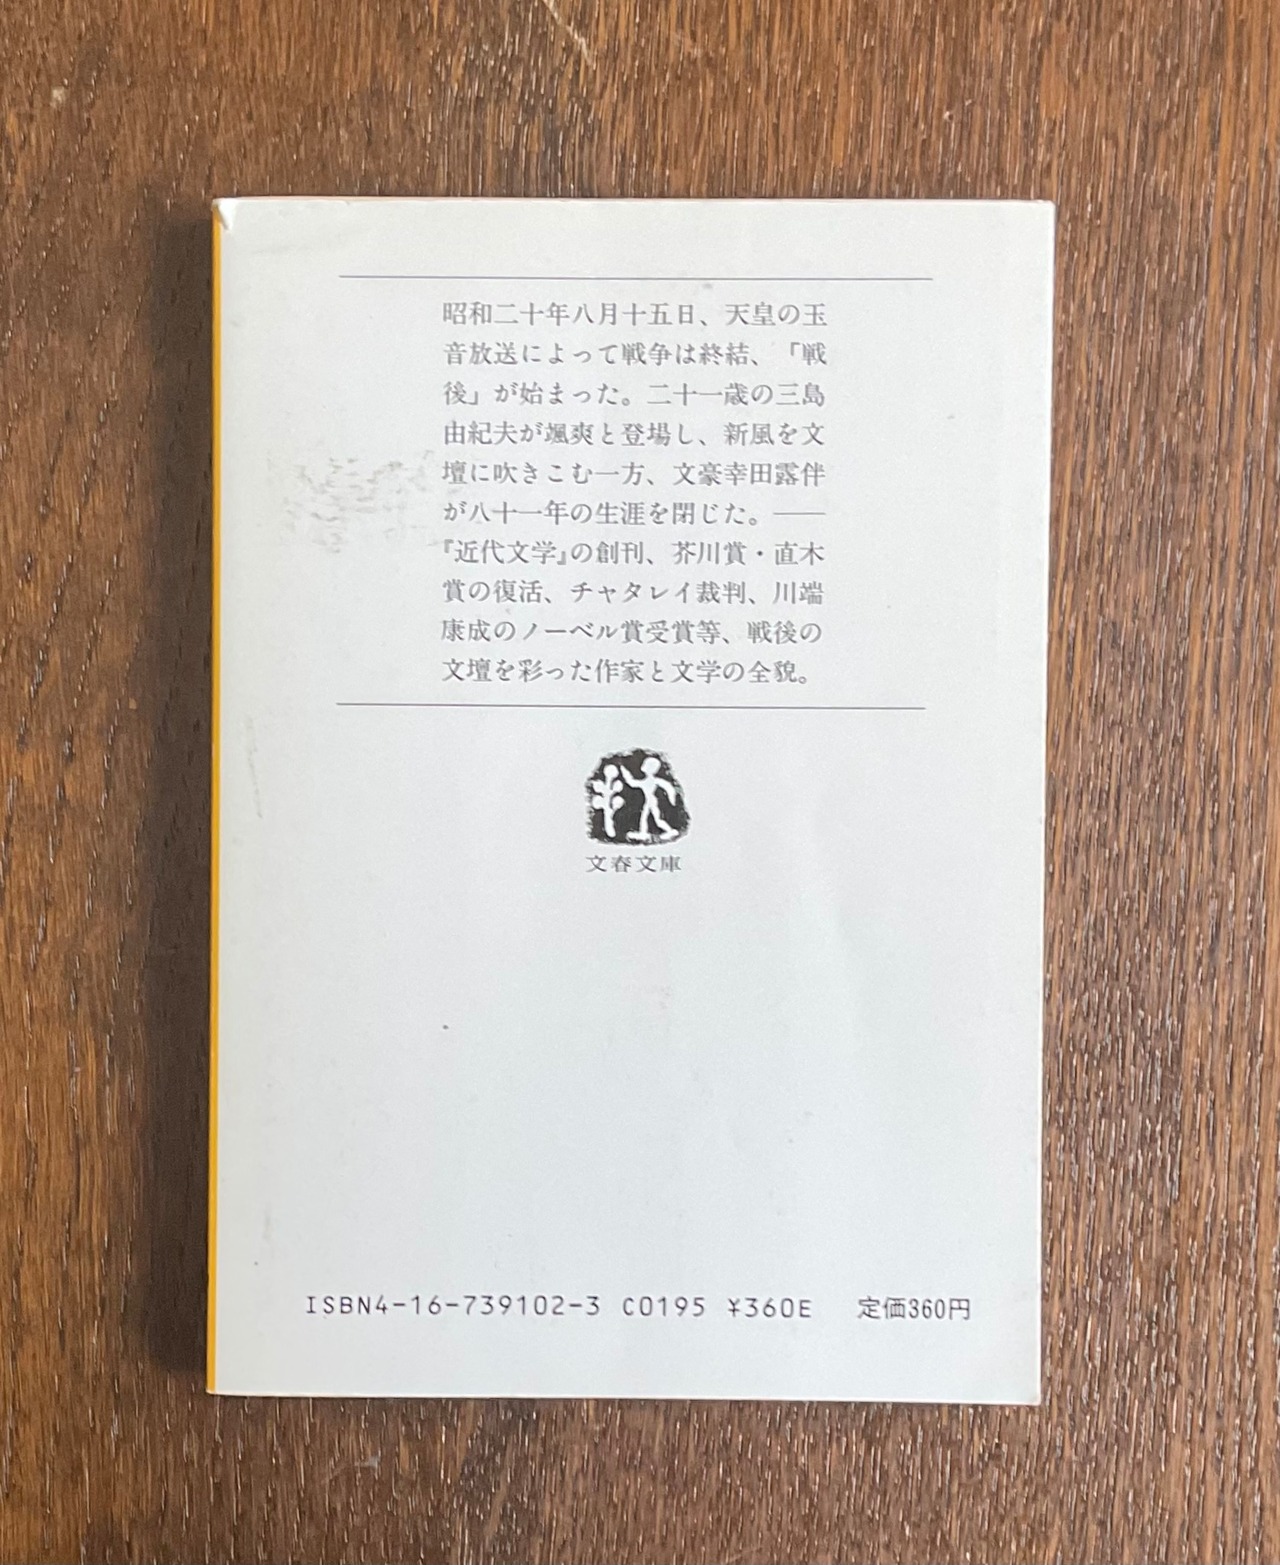 昭和二十年八月十五日、天皇の玉
音放送によって戦争は終結、「戦
後」が始まった。二十一歳の三島
由紀夫が颯爽と登場し、新風を文
壇に吹きこむ一方、文豪幸田露伴
が八十一年の生涯を閉じた。――
『近代文学』の創刊、芥川賞・直木
賞の復活、チャタレイ裁判、川端
康成のノーベル賞受賞等、戦後の
文壇を彩った作家と文学の全貌。
文春文庫
ISBN4-16-739102-3 C0195 ¥360E 定価360円